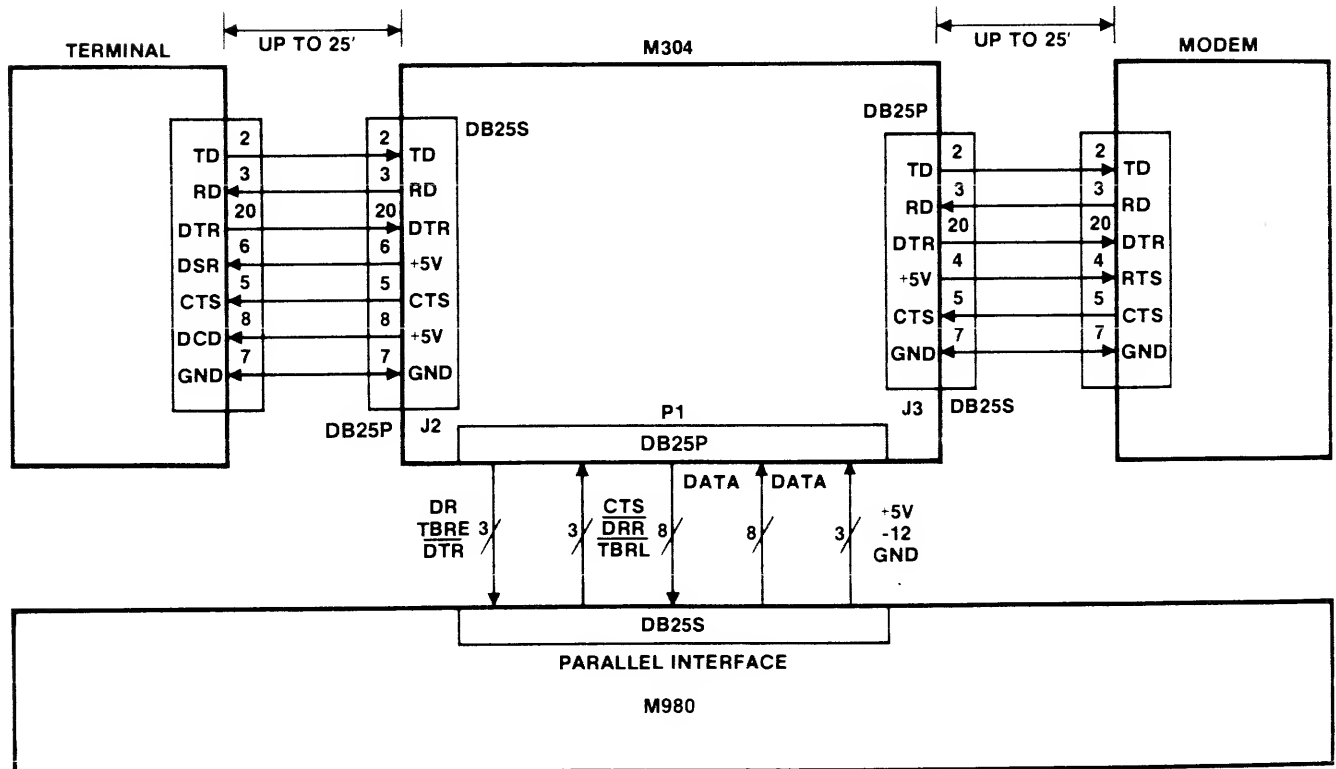 UP TO 25'
UP TO 25'
TERMINAL
M304
MODEM
DB25S
DB25P
2
TD
3
RD
20
DTR
6
DSR
5
CTS
8
DCD
7
GND
2
TD
3
RD
20
DTR
6
+5V
5
CTS
8
+5V
7
GND
DB25P
J2
2
TD
3
RD
20
DTR
4
+5V
5
CTS
7
GND
J3
DB25S
2
TD
3
RD
20
DTR
4
RTS
5
CTS
7
GND
P1
DB25P
DR
TBRE
DTR
3
3
CTS
DRR
TBRL
DATA
8
DATA
8
3
+5V
-12
GND
DB25S
PARALLEL INTERFACE
M980